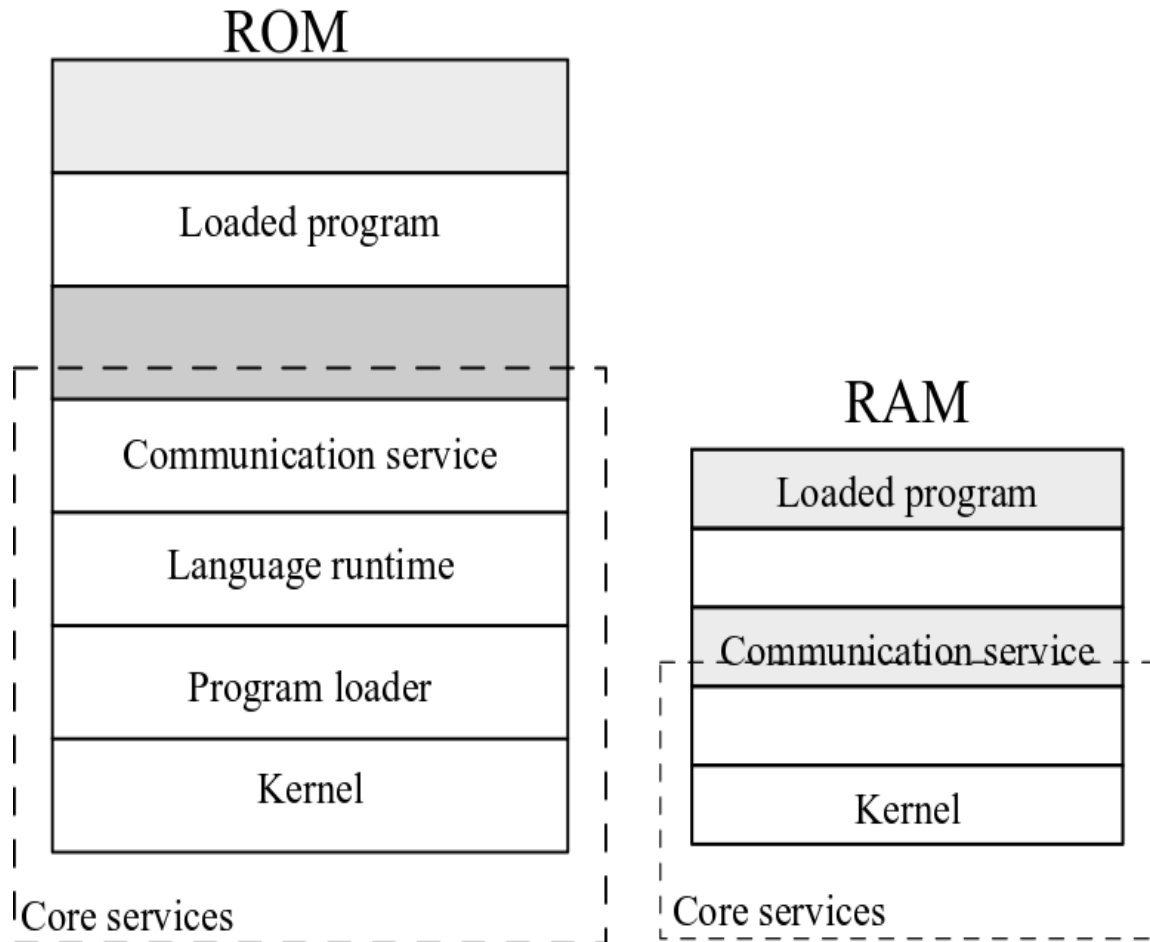 ROM
Loaded program
Communication service
Language runtime
Program loader
Kernel
Core services
RAM
Loaded program
Communication service
Kernel
Core services